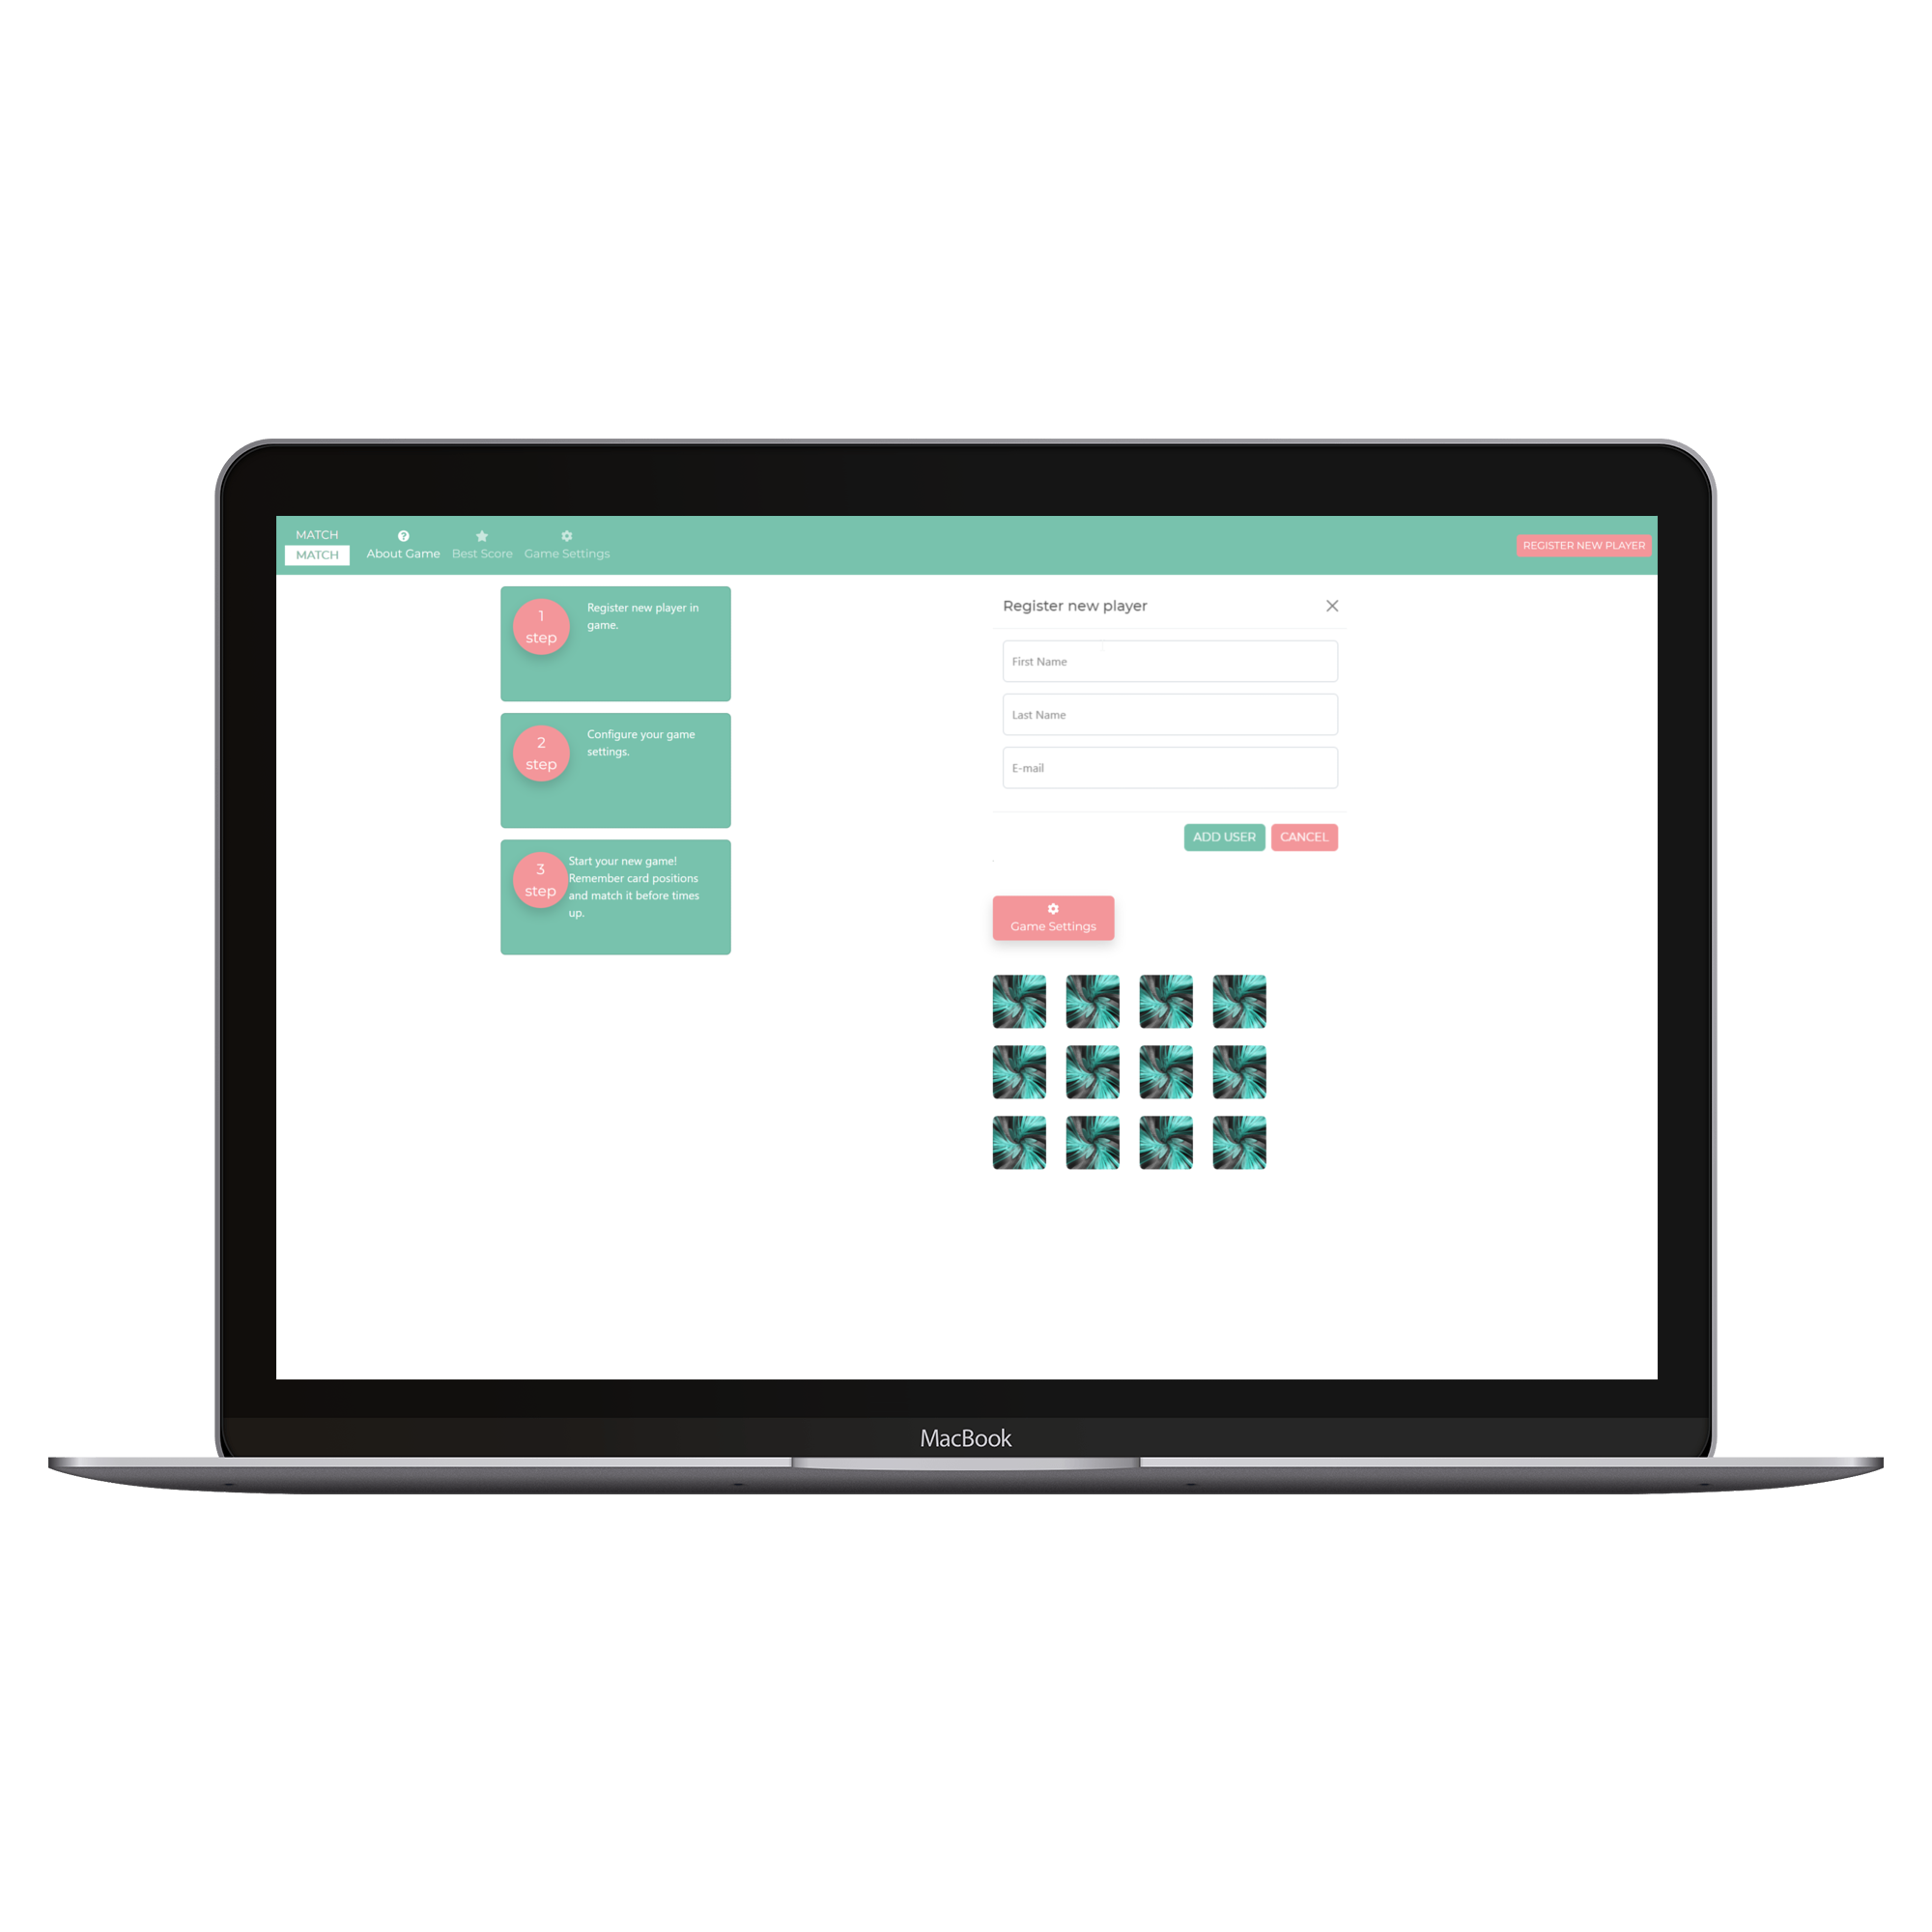 MATCH
MATCH
About Game
Best Score
Game Settings
REGISTER NEW PLAYER
1
step
Register new player in
game.
2
step
Configure your game
settings.
3
step
Start your new game!
Remember card positions
and match it before times
up.
Register new player
First Name
Last Name
E-mail
ADD USER
CANCEL
Game Settings
MacBook